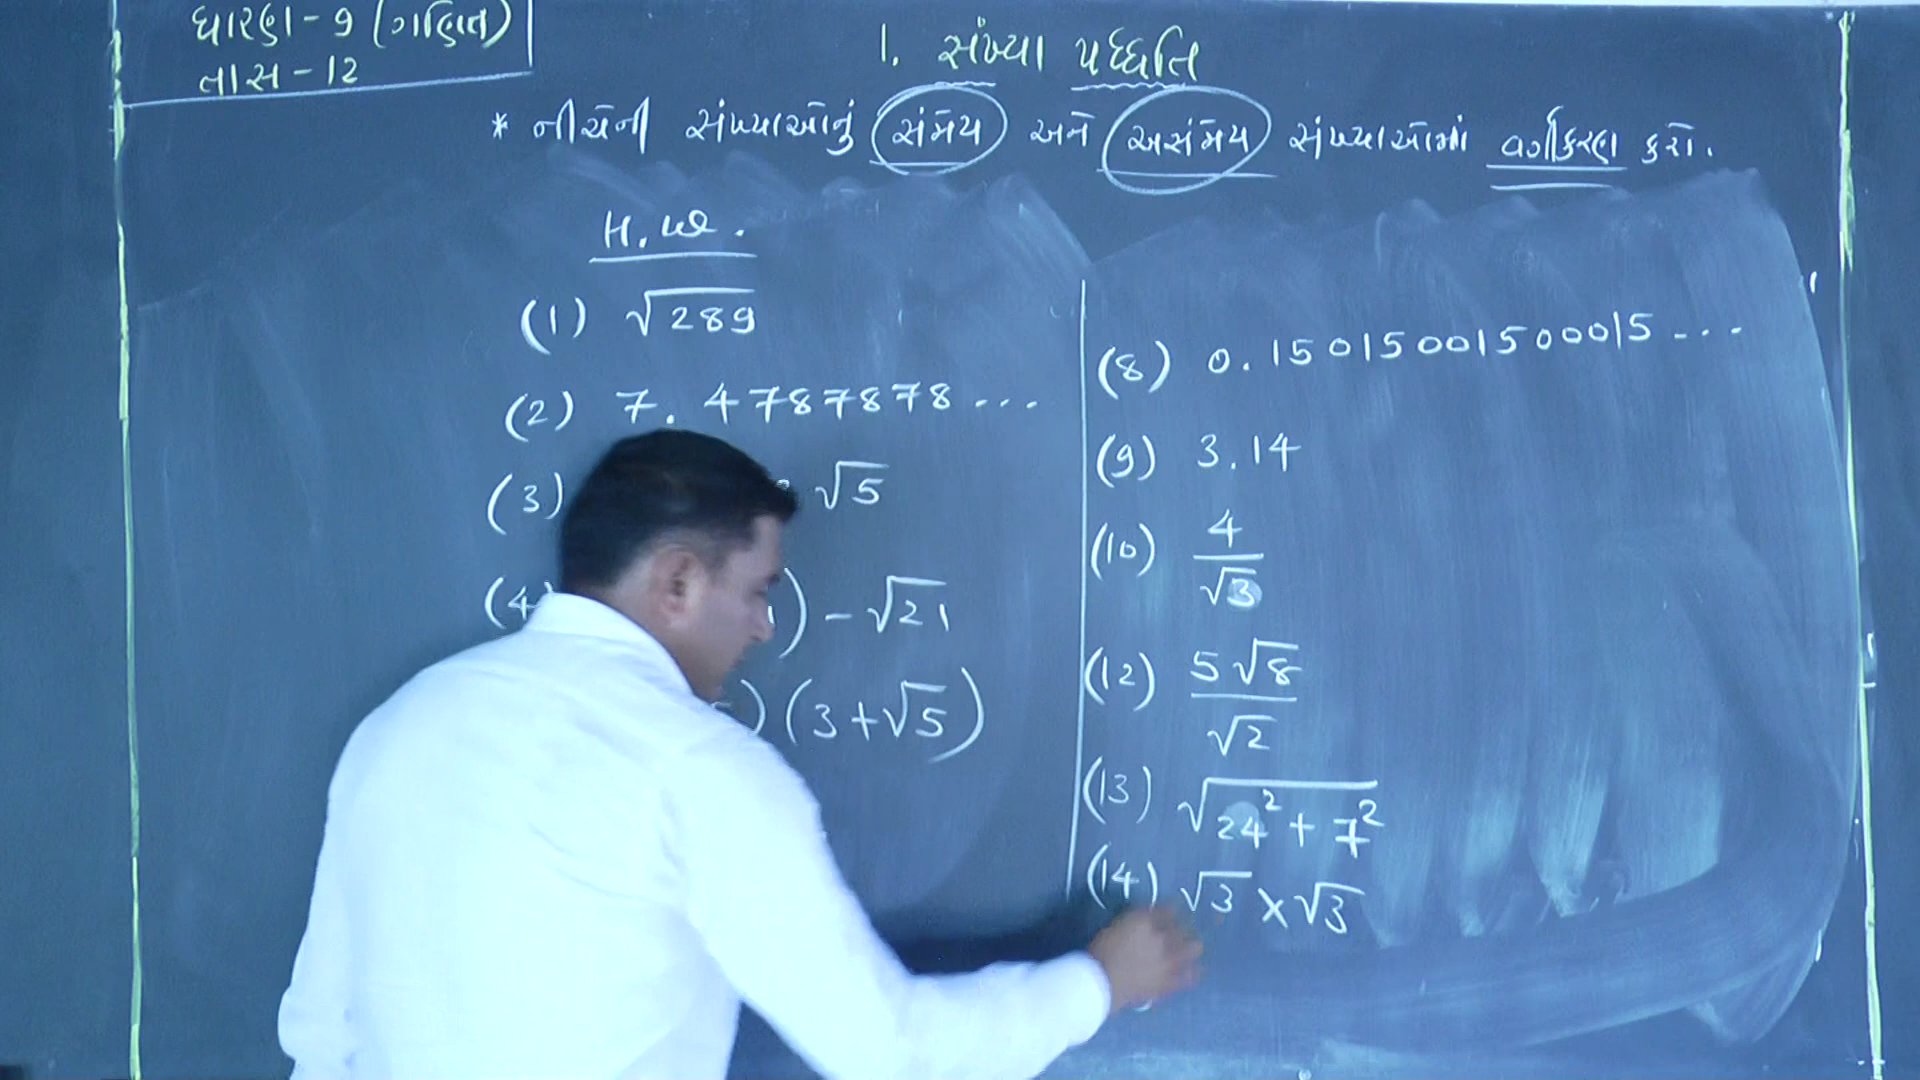 ધોરણ - 9 (ગણિત)
તાસ - 12
1. સંખ્યા પધ્ધતિ
* નીચેની સંખ્યાઓનું સંમેય અને અસંમેય સંખ્યાઓમાં વર્ગીકરણ કરો.
H.W.
(1) √289
(2) 7.4787878...
(3) √5
(4) ) - √21
) (3+√5)
(8) 0.15015001500015...
(9) 3.14
(10) 4/√3
(12) 5√8/√2
(13) √24² + 7²
(14) √3 × √3